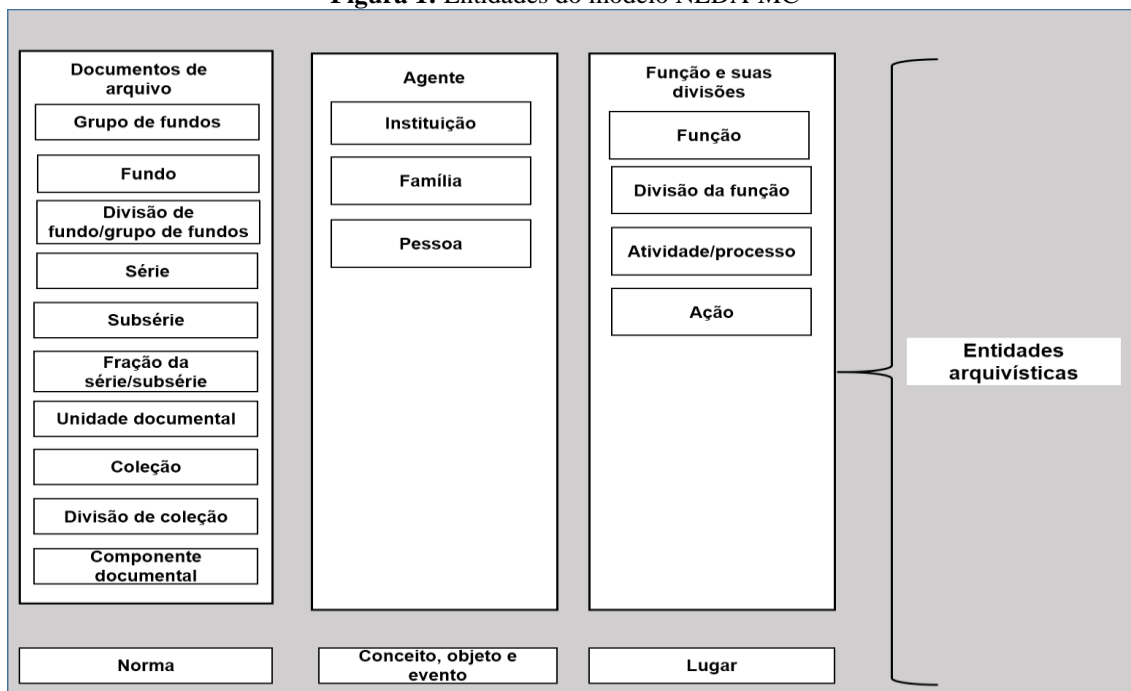 Figura 1. Entidades do modelo NEDA-MC
Documentos de
arquivo
Grupo de fundos
Fundo
Divisão de
fundo/grupo de fundos
Série
Subsérie
Fração da
série/subsérie
Unidade documental
Coleção
Divisão de coleção
Componente
documental
Agente
Instituição
Família
Pessoa
Função e suas
divisões
Função
Divisão da função
Atividade/processo
Ação
Entidades
arquivísticas
Norma
Conceito, objeto e
evento
Lugar